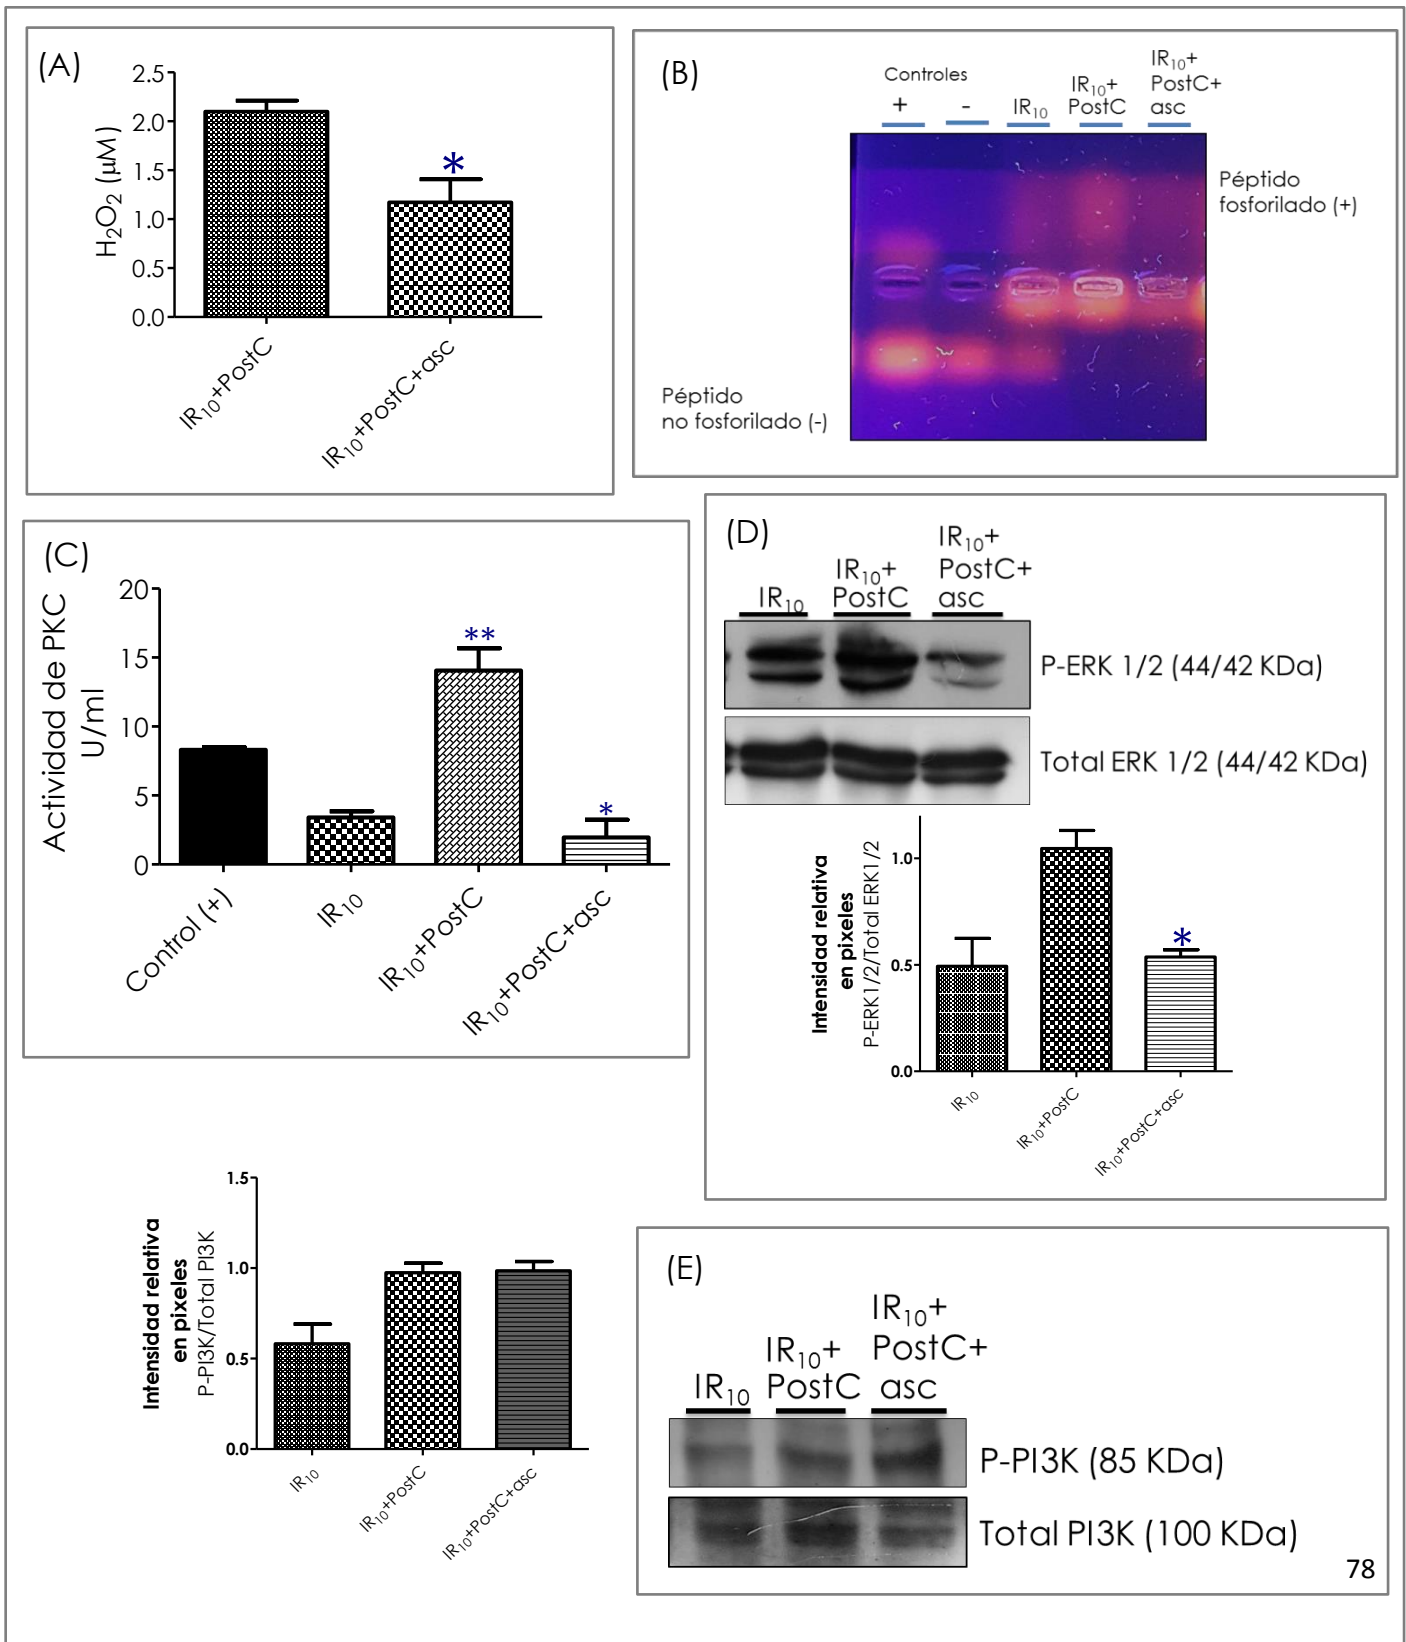 (A)
2.5
2.0
1.5
1.0
0.5
0.0
H₂O₂ (µM)
*
IR₁₀+PostC
IR₁₀+PostC+asc
(B)
Controles
+
-
IR₁₀
IR₁₀+
PostC
IR₁₀+
PostC+
asc
Péptido
fosforilado (+)
Péptido
no fosforilado (-)
(C)
Actividad de PKC
U/ml
20
15
10
5
0
**
*
Control (+)
IR₁₀
IR₁₀+PostC
IR₁₀+PostC+asc
(D)
IR₁₀
IR₁₀+
PostC
IR₁₀+
PostC+
asc
P-ERK 1/2 (44/42 KDa)
Total ERK 1/2 (44/42 KDa)
Intensidad relativa
en pixeles
P-ERK1/2/Total ERK1/2
1.0
0.5
0.0
*
IR₁₀
IR₁₀+PostC
IR₁₀+PostC+asc
Intensidad relativa
en pixeles
P-PI3K/Total PI3K
1.5
1.0
0.5
0.0
IR₁₀
IR₁₀+PostC
IR₁₀+PostC+asc
(E)
IR₁₀
IR₁₀+
PostC
IR₁₀+
PostC+
asc
P-PI3K (85 KDa)
Total PI3K (100 KDa)
78